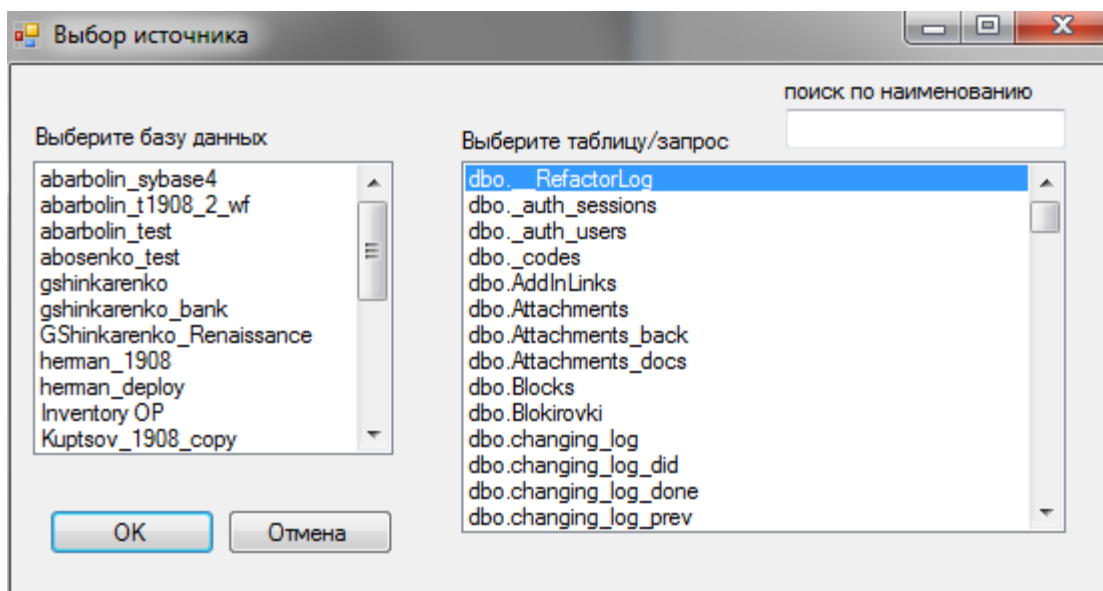 Выбор источника
поиск по наименованию
Выберите базу данных
abarbolin_sybase4
abarbolin_t1908_2_wf
abarbolin_test
abosenko_test
gshinkarenko
gshinkarenko_bank
GShinkarenko_Renaissance
herman_1908
herman_deploy
Inventory OP
Kuptsov_1908_copy
Выберите таблицу/запрос
dbo.__RefactorLog
dbo._auth_sessions
dbo._auth_users
dbo._codes
dbo.AddInLinks
dbo.Attachments
dbo.Attachments_back
dbo.Attachments_docs
dbo.Blocks
dbo.Blokirovki
dbo.changing_log
dbo.changing_log_did
dbo.changing_log_done
dbo.changing_log_prev
OK
Отмена